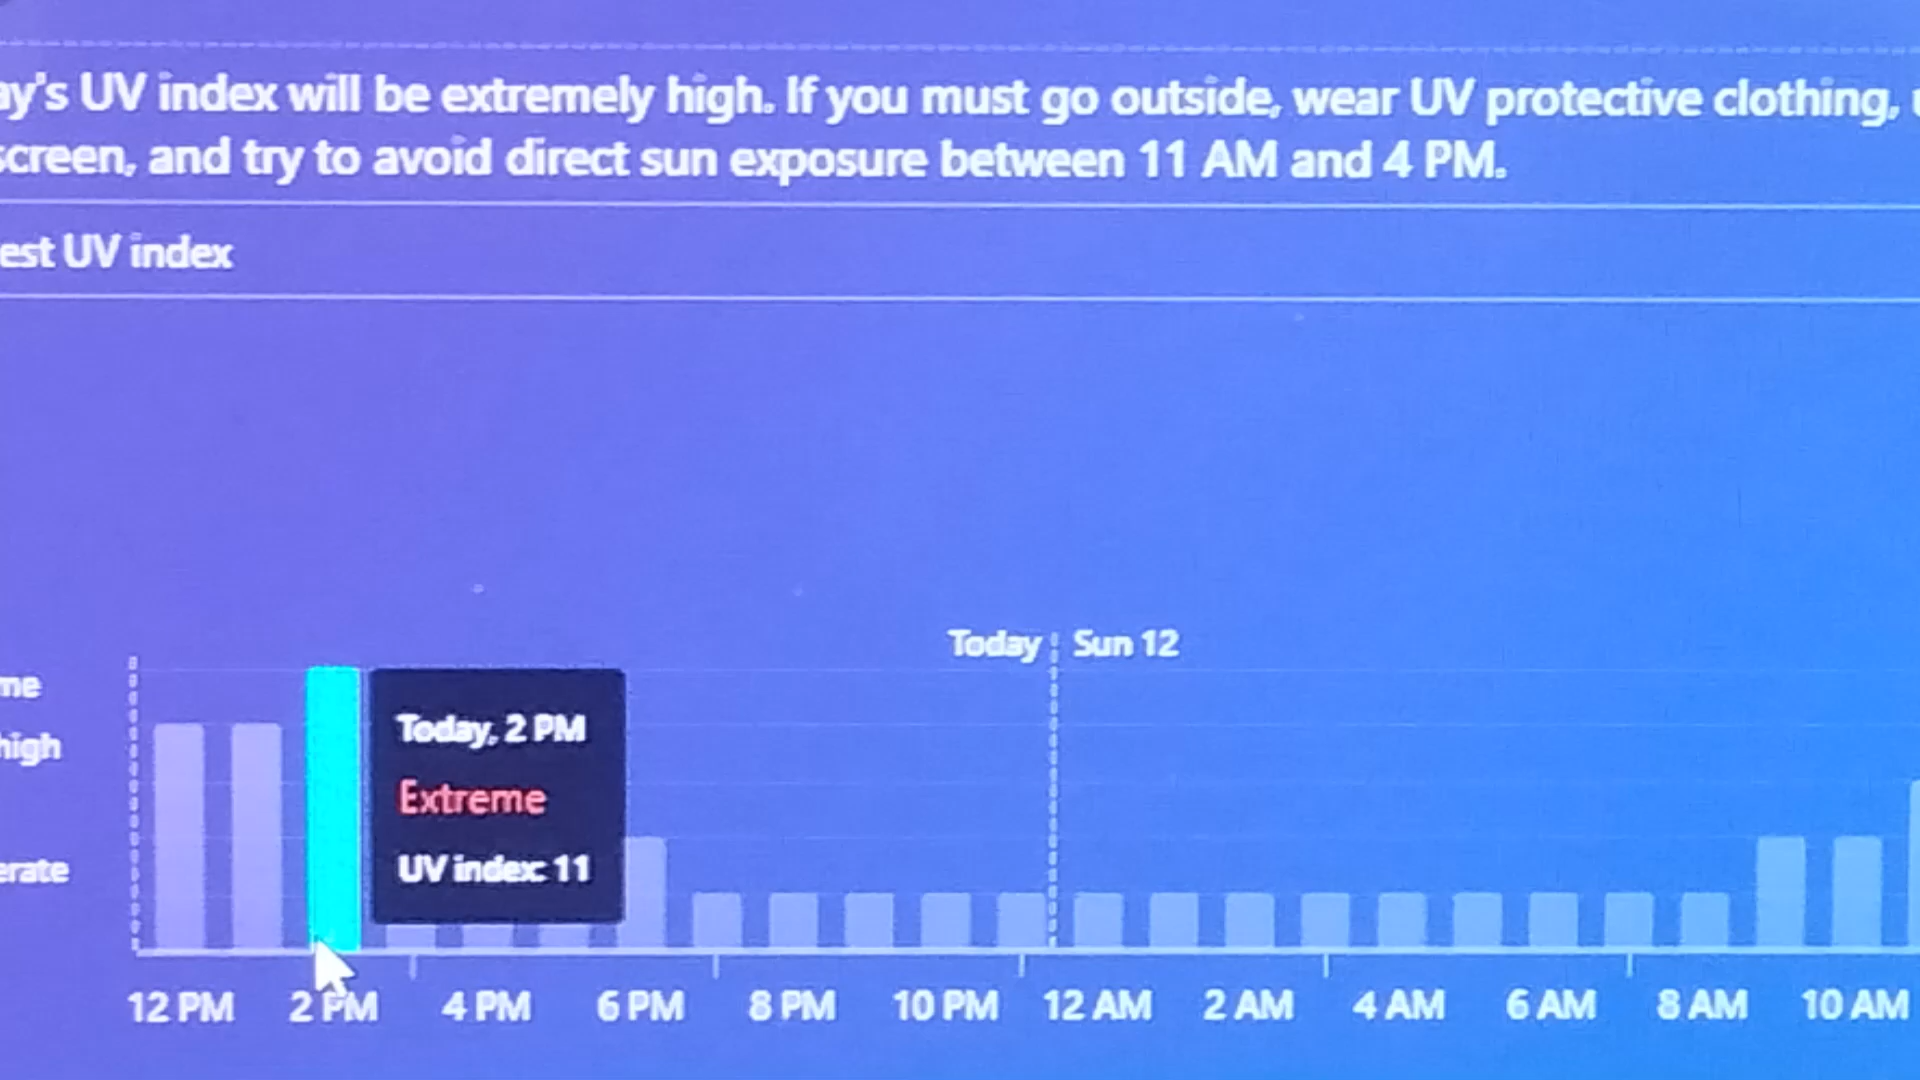 ay's UV index will be extremely high. If you must go outside, wear UV protective clothing,
screen, and try to avoid direct sun exposure between 11 AM and 4 PM.
est UV index
Today Sun 12
me
Today, 2 PM
high
Extreme
erate
UV index: 11
12 PM 2 PM 4 PM 6 PM 8 PM 10 PM 12 AM 2 AM 4 AM 6 AM 8 AM 10 AM